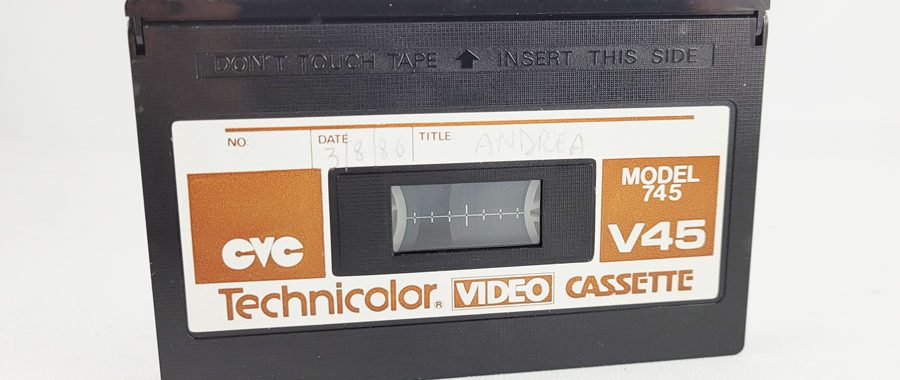 DON'T TOUCH TAPE INSERT THIS SIDE
NO: DATE TITLE: ANDREA
3 8 86
MODEL
745
CVC
V45
Technicolor® VIDEO CASSETTE